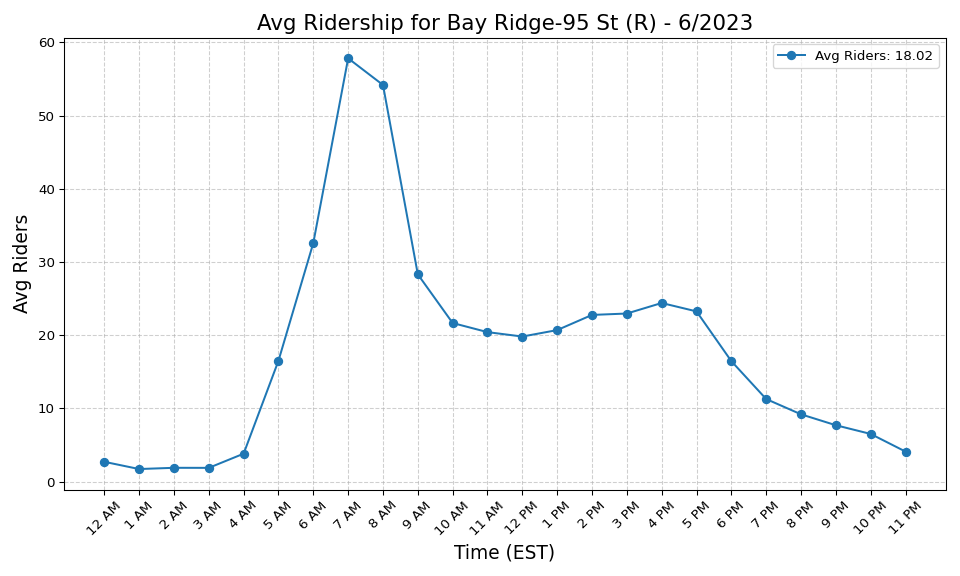 Avg Ridership for Bay Ridge-95 St (R) - 6/2023
Avg Riders: 18.02
Avg Riders
60
50
40
30
20
10
0
12 AM
1 AM
2 AM
3 AM
4 AM
5 AM
6 AM
7 AM
8 AM
9 AM
10 AM
11 AM
12 PM
1 PM
2 PM
3 PM
4 PM
5 PM
6 PM
7 PM
8 PM
9 PM
10 PM
11 PM
Time (EST)